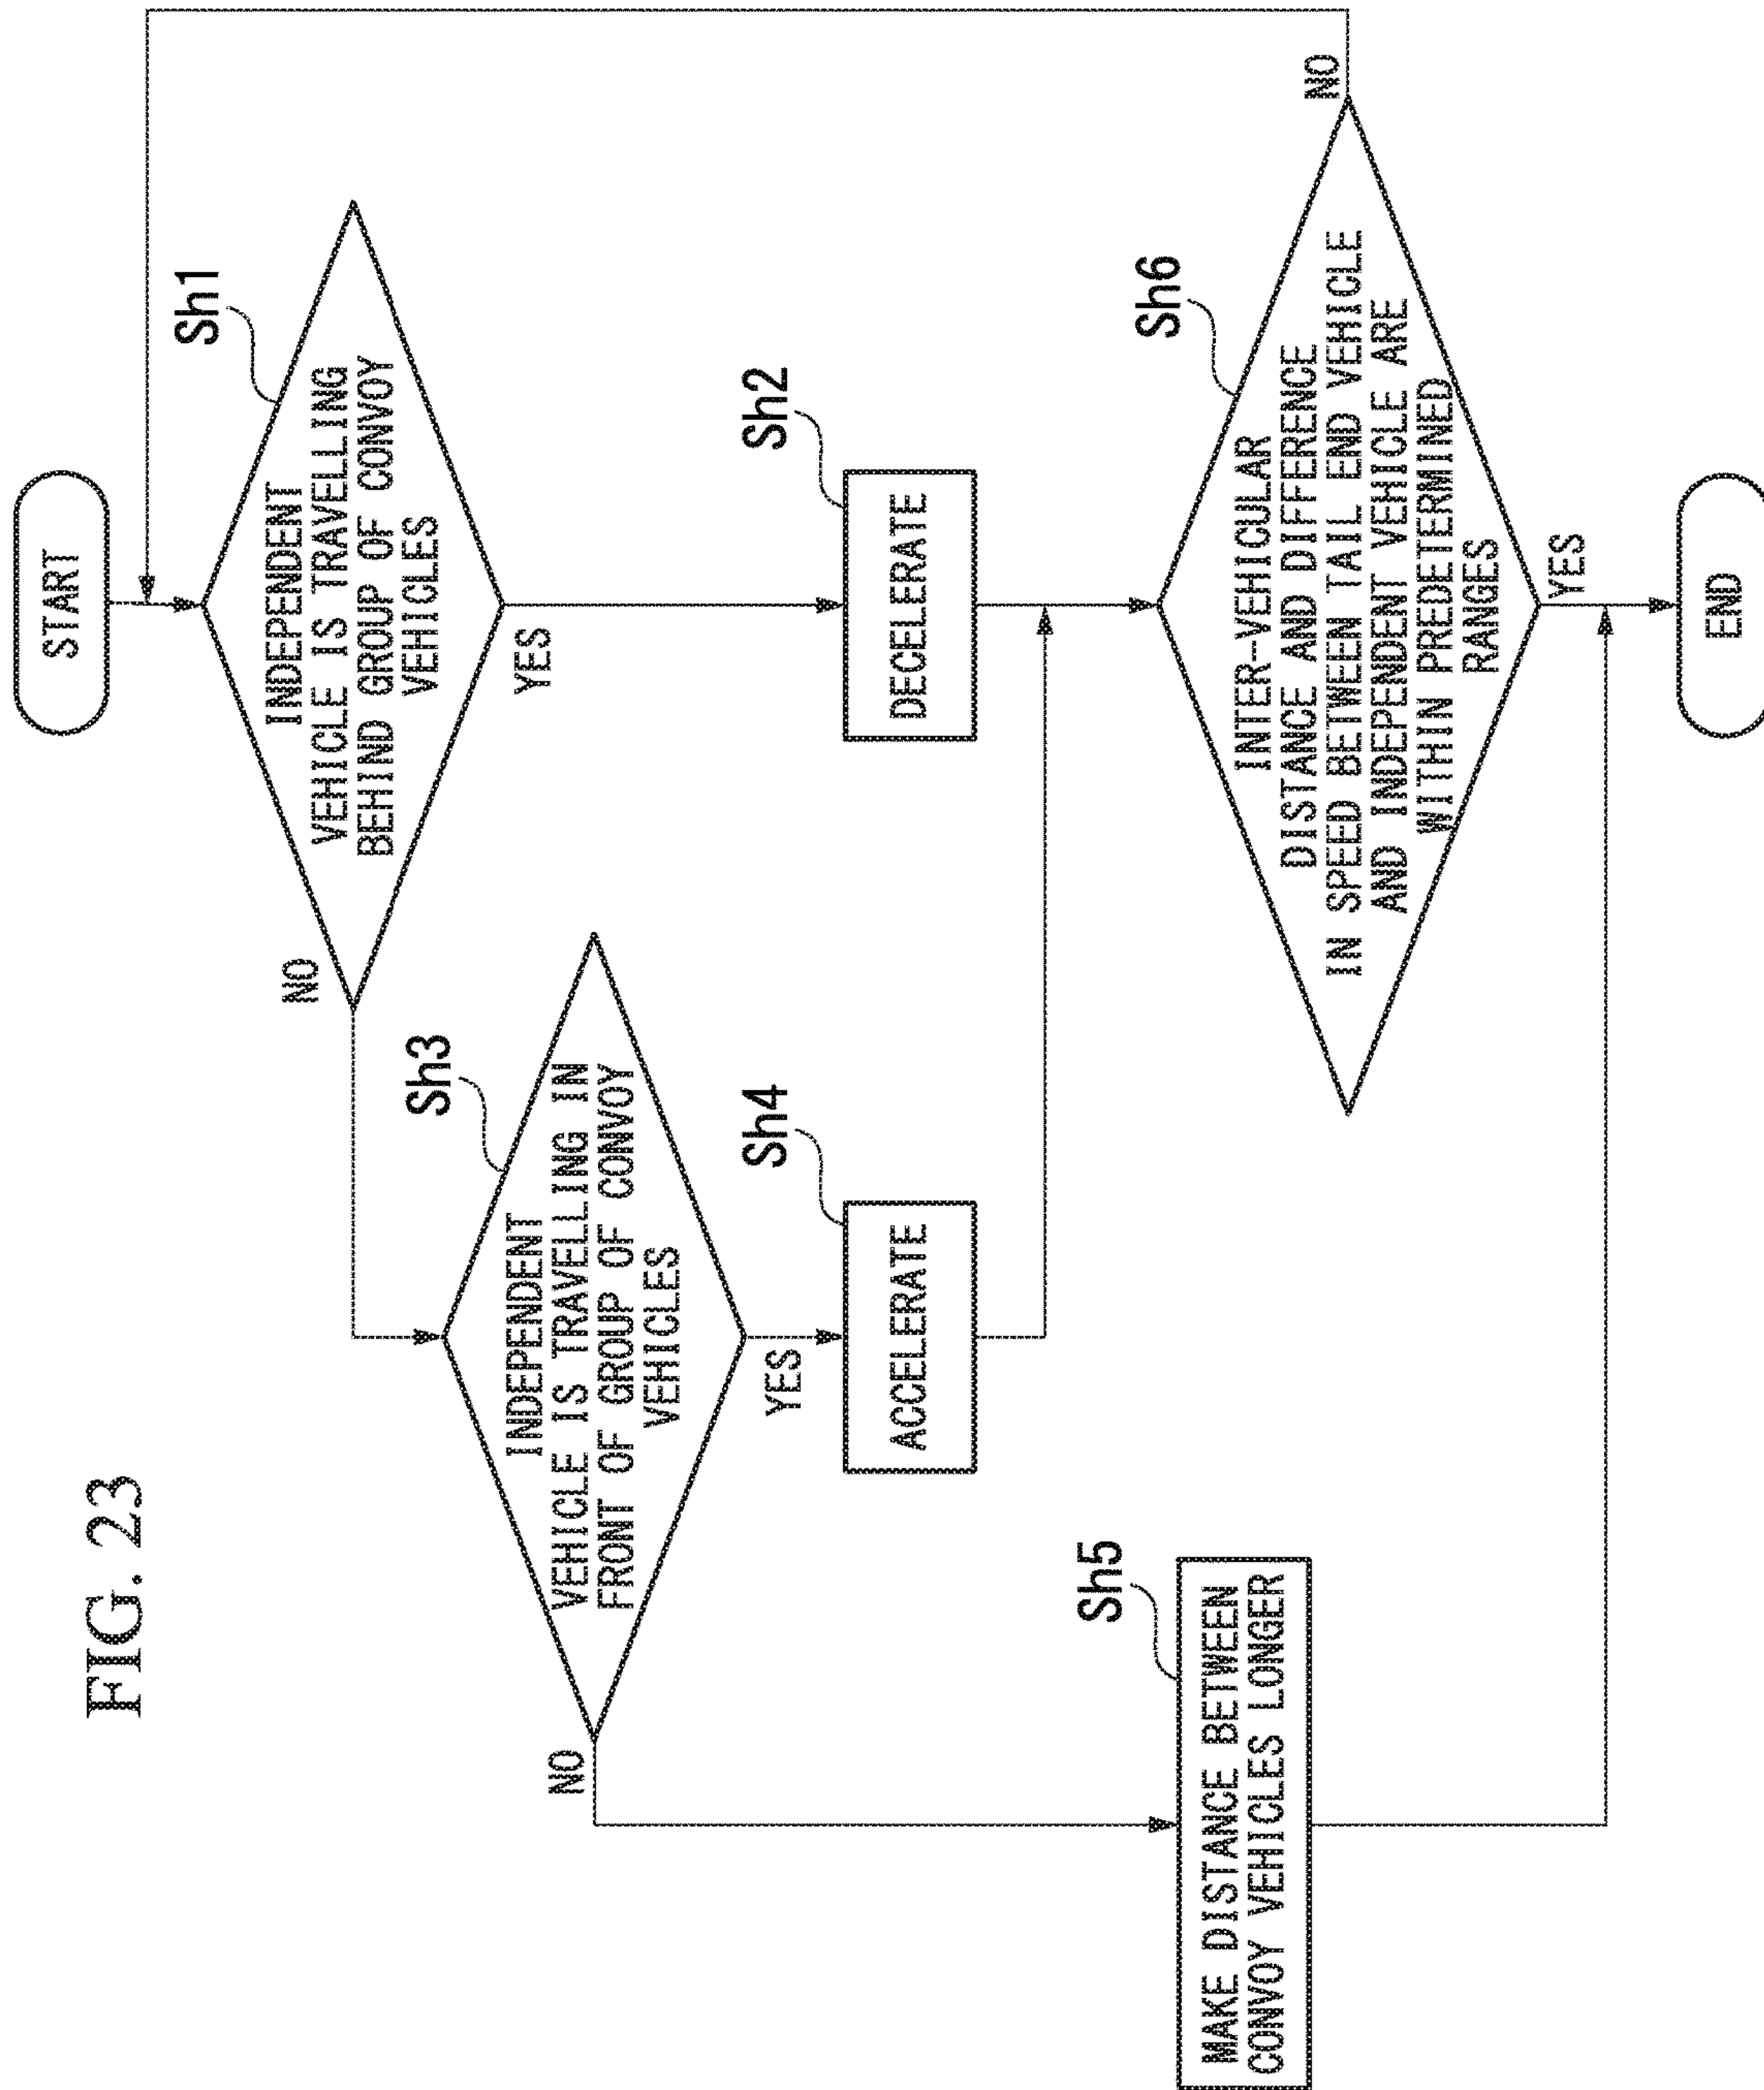 FIG. 23
START
Sh1
INDEPENDENT
VEHICLE IS TRAVELLING
BEHIND GROUP OF CONVOY
VEHICLES
NO
YES
Sh3
INDEPENDENT
VEHICLE IS TRAVELLING IN
FRONT OF GROUP OF CONVOY
VEHICLES
NO
YES
Sh4
ACCELERATE
Sh2
DECELERATE
Sh5
MAKE DISTANCE BETWEEN
CONVOY VEHICLES LONGER
Sh6
INTER-VEHICULAR
DISTANCE AND DIFFERENCE
IN SPEED BETWEEN TAIL END VEHICLE
AND INDEPENDENT VEHICLE ARE
WITHIN PREDETERMINED
RANGES
NO
YES
END